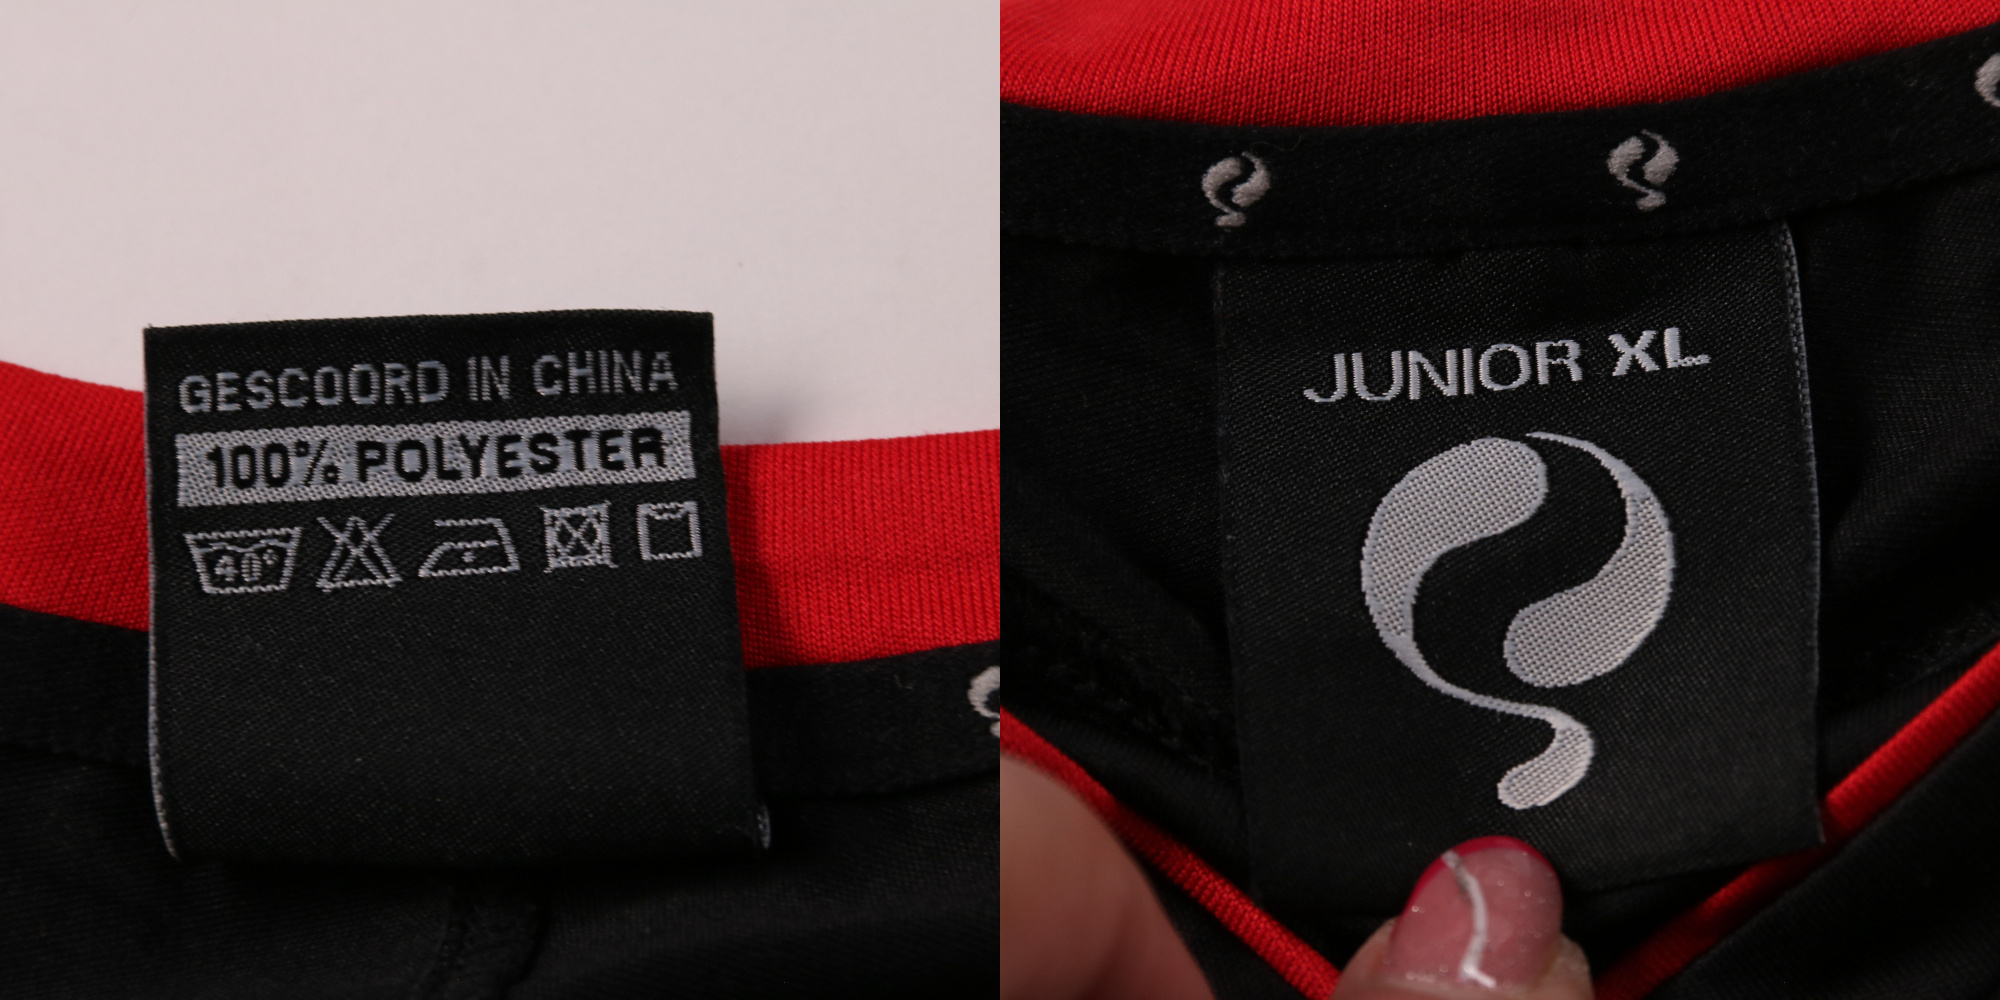 GESCOORD IN CHINA
100% POLYESTER
40°
JUNIOR XL